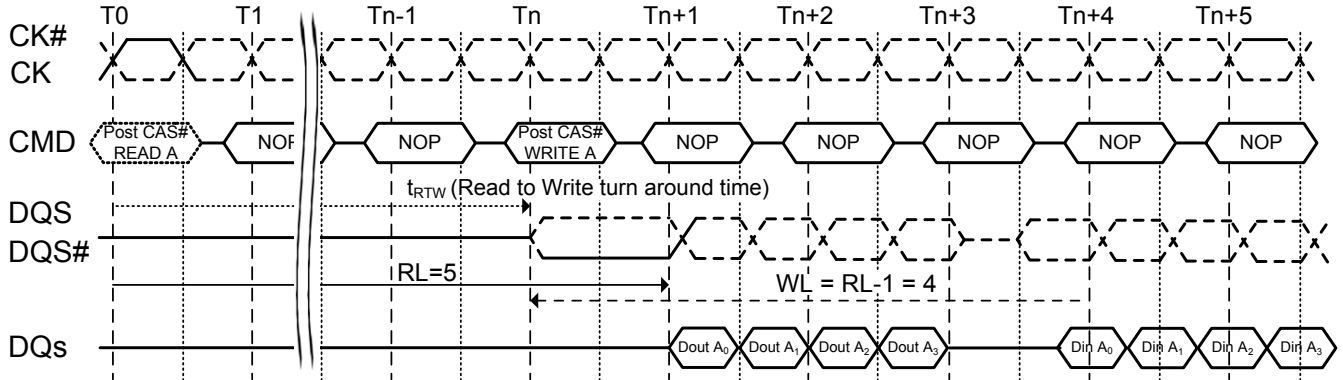 T0 T1 Tn-1 Tn Tn+1 Tn+2 Tn+3 Tn+4 Tn+5
CK#
CK
CMD Post CAS# READ A NOP NOP Post CAS# WRITE A NOP NOP NOP NOP NOP
tRTW (Read to Write turn around time)
DQS
DQS#
RL=5 WL = RL-1 = 4
DQs Dout A0 Dout A1 Dout A2 Dout A3 Din A0 Din A1 Din A2 Din A3